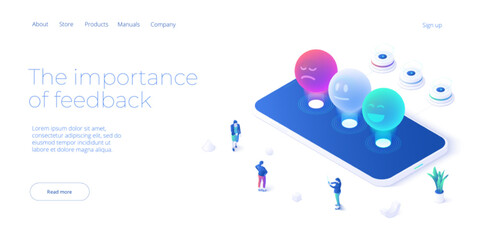 About Store Products Manuals Company Sign up
The importance
of feedback
Lorem ipsum dolor sit amet,
consectetur adipiscing elit,
sed do eiusmod tempor
incididunt ut labore et
dolore magna aliqua.
Read more